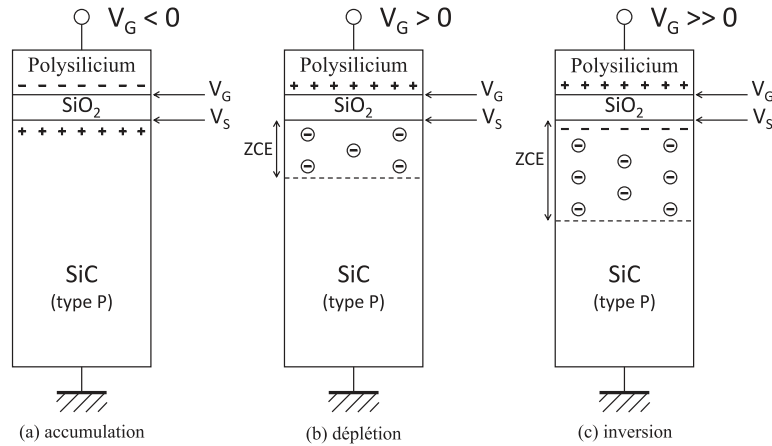 V_G < 0
Polysilicium
- - - - - - -
V_G
SiO₂
V_S
+ + + + + + +
SiC
(type P)
(a) accumulation
V_G > 0
Polysilicium
+ + + + + + +
V_G
SiO₂
V_S
ZCE
SiC
(type P)
(b) déplétion
V_G >> 0
Polysilicium
+ + + + + + +
V_G
SiO₂
V_S
- - - - - - -
ZCE
SiC
(type P)
(c) inversion